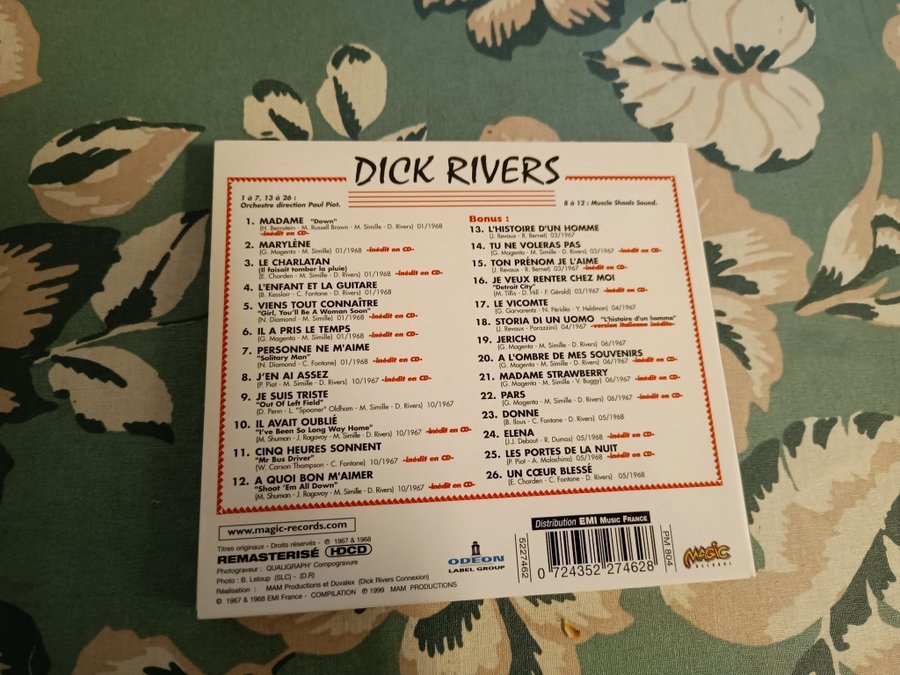 DICK RIVERS
1 à 7, 13 à 26 :
Orchestre direction Paul Piot.
8 à 12 : Muscle Shoals Sound.
1. MADAME "Down"
(H. Bernstein - M. Russell Brown - M. Simille - D. Rivers) 01/1968
-inédit en CD-
2. MARYLÈNE
(G. Magenta - M. Simille) 01/1968 -inédit en CD-
3. LE CHARLATAN
(Il faisait tomber la pluie)
(E. Charden - M. Simille - D. Rivers) 01/1968 -inédit en CD-
4. L'ENFANT ET LA GUITARE
(B. Kesslair - C. Fontane - D. Rivers) 01/1968
5. VIENS TOUT CONNAÎTRE
"Girl, You'll Be A Woman Soon"
(N. Diamond - M. Simille) 01/1968 -inédit en CD-
6. IL A PRIS LE TEMPS
(G. Magenta - M. Simille) 01/1968 -inédit en CD-
7. PERSONNE NE M'AIME
"Solitary Man"
(N. Diamond - C. Fontane) 01/1968 -inédit en CD-
8. J'EN AI ASSEZ
(P. Piot - M. Simille - D. Rivers) 10/1967 -inédit en CD-
9. JE SUIS TRISTE
"Out Of Left Field"
(D. Penn - L. "Spooner" Oldham - M. Simille - D. Rivers) 10/1967
10. IL AVAIT OUBLIÉ
"I've Been So Long Way Home"
(M. Shuman - J. Ragavoy - M. Simille - D. Rivers) 10/1967 -inédit en CD-
11. CINQ HEURES SONNENT
"Mr Bus Driver"
(W. Carson Thompson - C. Fontane) 10/1967 -inédit en CD-
12. A QUOI BON M'AIMER
"Shoot 'Em All Down"
(M. Shuman - J. Ragavoy - M. Simille - D. Rivers) 10/1967 -inédit en CD-
Bonus :
13. L'HISTOIRE D'UN HOMME
(J. Revaux - R. Bernet) 03/1967
14. TU NE VOLERAS PAS
(G. Magenta - M. Simille - D. Rivers) 03/1967 -inédit en CD-
15. TON PRÉNOM JE L'AIME
(J. Revaux - R. Bernet) 03/1967 -inédit en CD-
16. JE VEUX RENTER CHEZ MOI
"Detroit City"
(M. Tillis - D. Hill - F. Gérald) 03/1967 -inédit en CD-
17. LE VICOMTE
(G. Garvarentz - N. Péridès - Y. Haldman) 04/1967
18. STORIA DI UN UOMO "L'histoire d'un homme"
(J. Revaux - Parazzini) 04/1967 -version italienne inédite-
19. JERICHO
(G. Magenta - M. Simille - D. Rivers) 06/1967
20. A L'OMBRE DE MES SOUVENIRS
(G. Magenta - M. Simille - D. Rivers) 06/1967 -inédit en CD-
21. MADAME STRAWBERRY
(G. Magenta - M. Simille - V. Buggy) 06/1967 -inédit en CD-
22. PARS
(G. Magenta - M. Simille - D. Rivers) 06/1967 -inédit en CD-
23. DONNE
(B. Ilous - C. Fontane - D. Rivers) 05/1968
24. ELENA
(J.J. Debout - R. Dumas) 05/1968 -inédit en CD-
25. LES PORTES DE LA NUIT
(P. Piot - A. Malachino) 05/1968 -inédit en CD-
26. UN CŒUR BLESSÉ
(E. Charden - C. Fontane - D. Rivers) 05/1968
www.magic-records.com
Titres originaux - Droits réservés - ℗ 1967 & 1968
REMASTERISÉ HDCD
Photograveur : QUALIGRAPH' Compogravure
Photo : B. Leloup (SLC) - (D.R)
Réalisation : MAM Productions et Duvalex (Dick Rivers Connexion)
© 1967 & 1968 EMI France - COMPILATION ℗ 1999 MAM PRODUCTIONS
ODEON
LABEL GROUP
5227462
Distribution EMI MUSIC FRANCE
0 724352 274628
PM 804
MAGIC
RECORDS